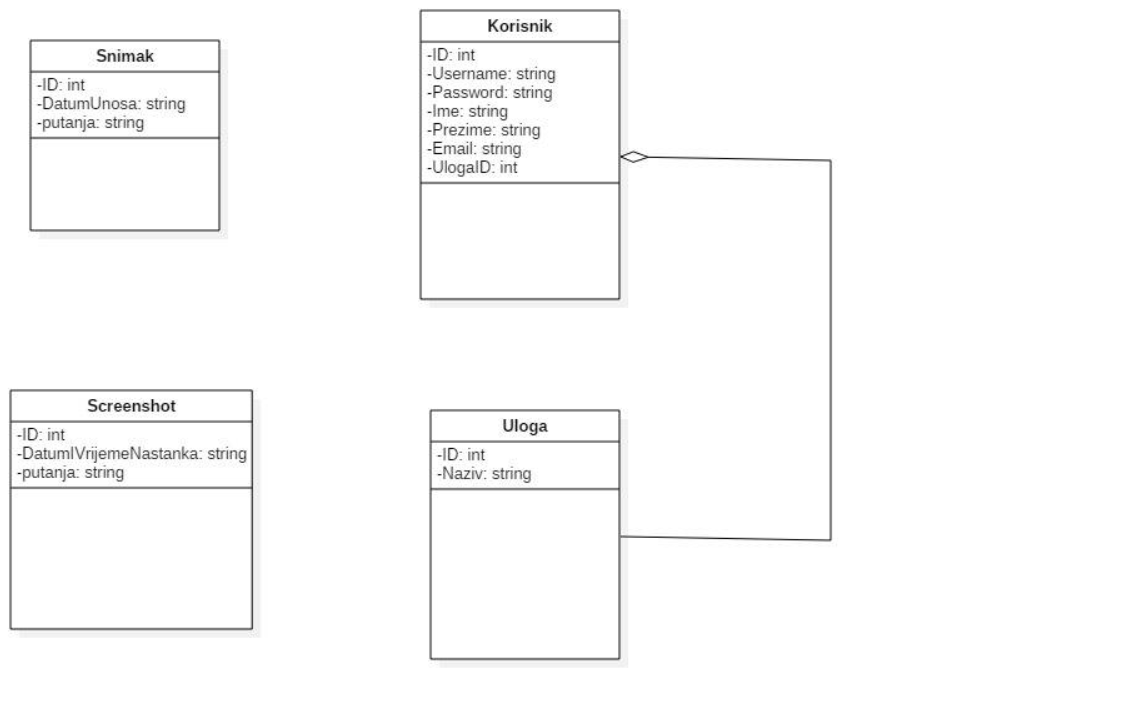 Snimak
-ID: int
-DatumUnosa: string
-putanja: string
Korisnik
-ID: int
-Username: string
-Password: string
-Ime: string
-Prezime: string
-Email: string
-UlogaID: int
Screenshot
-ID: int
-DatumIVrijemeNastanka: string
-putanja: string
Uloga
-ID: int
-Naziv: string